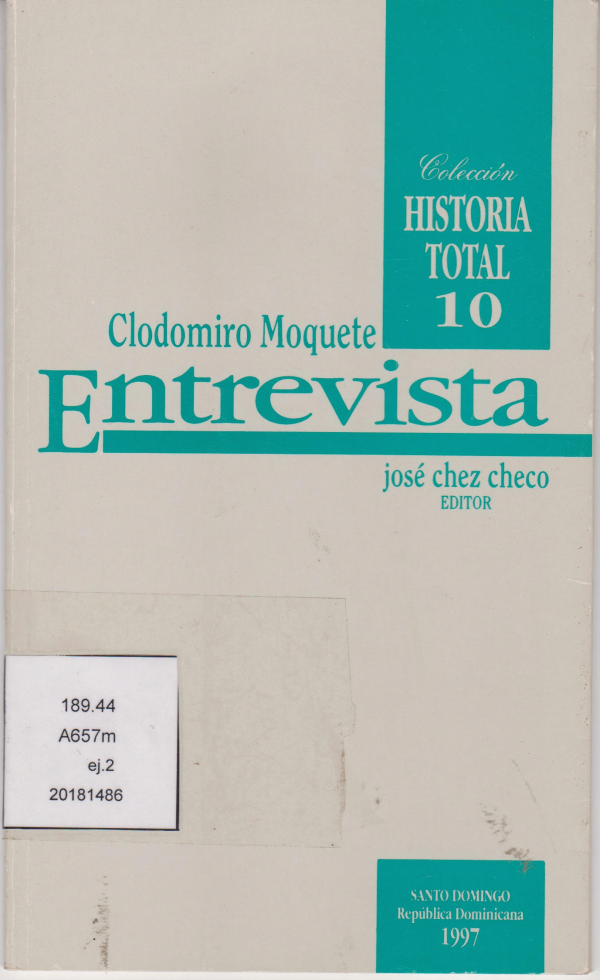 Colección
HISTORIA
TOTAL
10
Clodomiro Moquete
Entrevista
josé chez checo
EDITOR
189.44
A657m
ej.2
20181486
SANTO DOMINGO
República Dominicana
1997